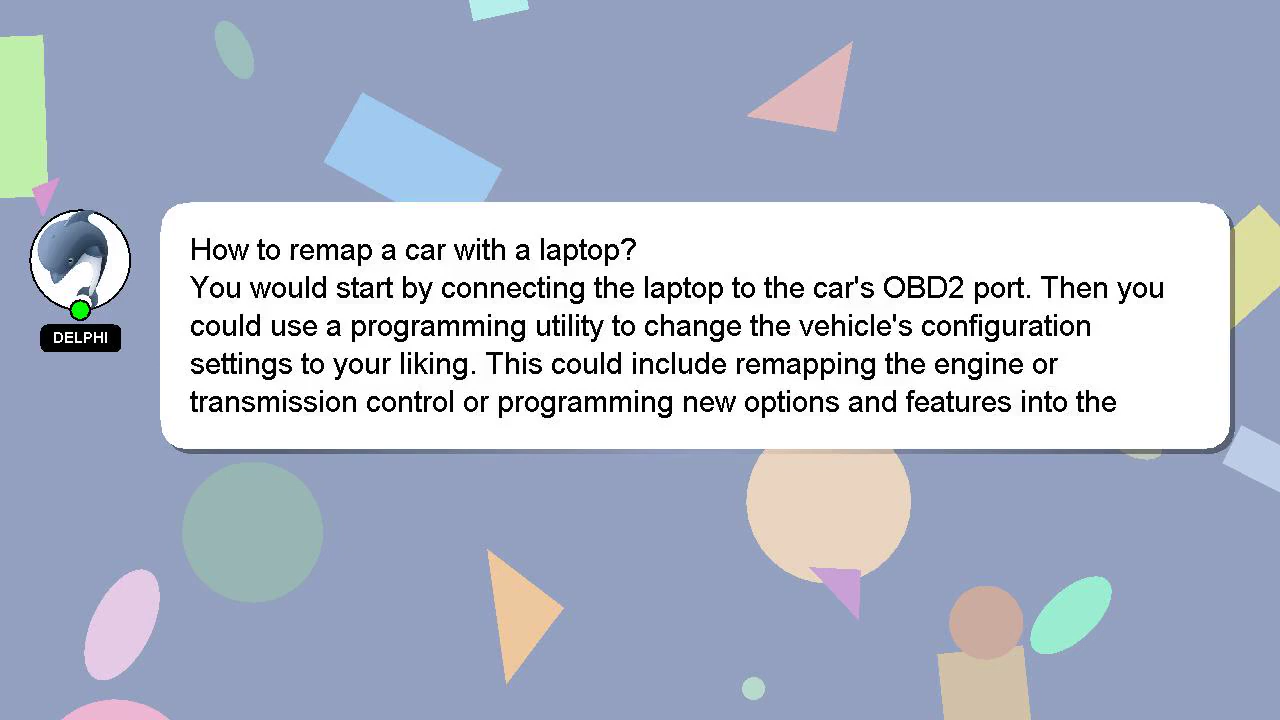 How to remap a car with a laptop?
You would start by connecting the laptop to the car's OBD2 port. Then you
could use a programming utility to change the vehicle's configuration
settings to your liking. This could include remapping the engine or
transmission control or programming new options and features into the
DELPHI